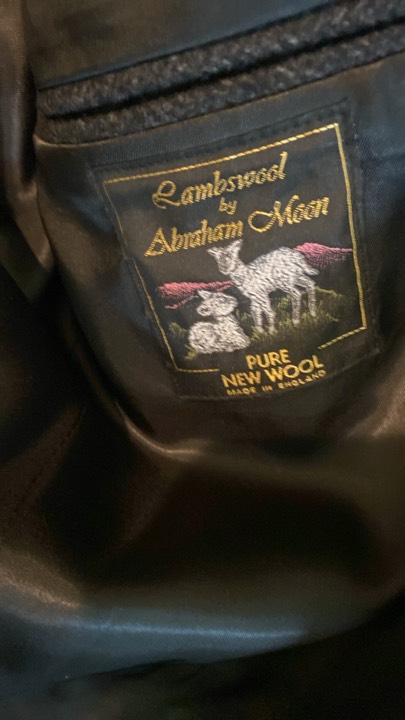 Lambswool
by
Abraham Moon
PURE
NEW WOOL
MADE IN ENGLAND